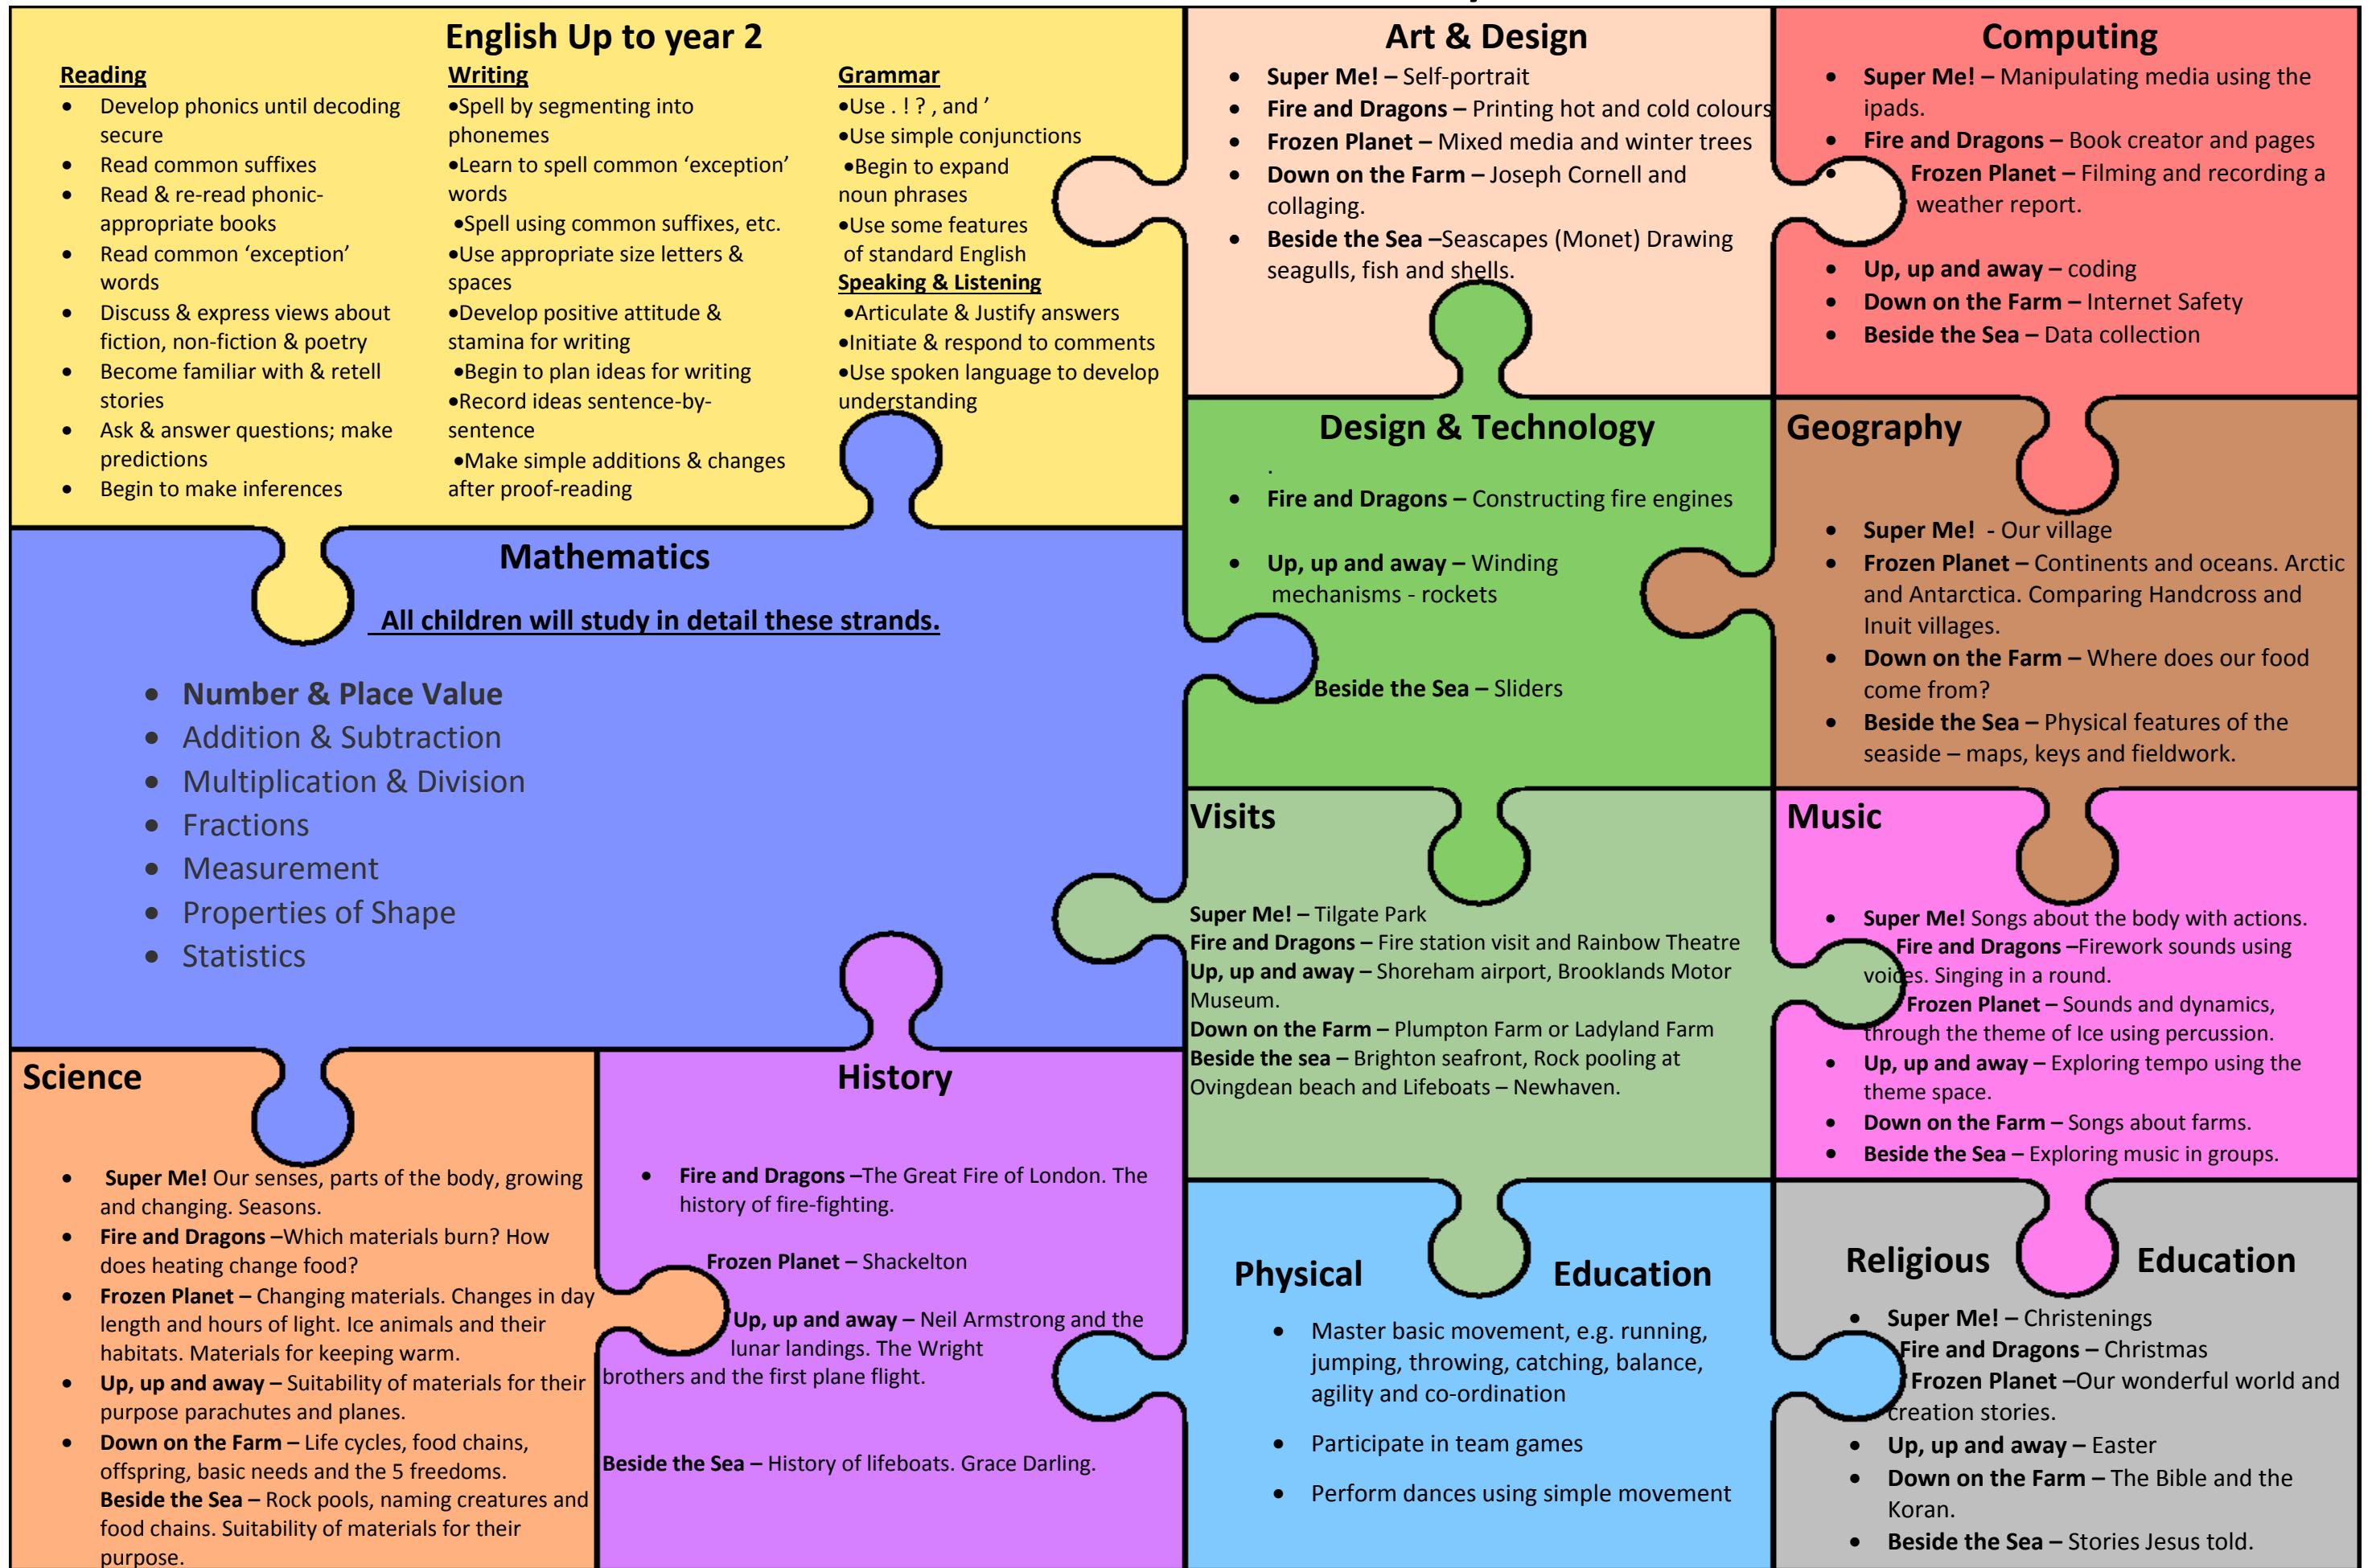 English Up to year 2
Reading
• Develop phonics until decoding
secure
• Read common suffixes
• Read & re-read phonic-
appropriate books
• Read common ‘exception’
words
• Discuss & express views about
fiction, non-fiction & poetry
• Become familiar with & retell
stories
• Ask & answer questions; make
predictions
• Begin to make inferences
Writing
•Spell by segmenting into
phonemes
•Learn to spell common ‘exception’
words
•Spell using common suffixes, etc.
•Use appropriate size letters &
spaces
•Develop positive attitude &
stamina for writing
•Begin to plan ideas for writing
•Record ideas sentence-by-
sentence
•Make simple additions & changes
after proof-reading
Grammar
•Use . ! ? , and ’
•Use simple conjunctions
•Begin to expand
noun phrases
•Use some features
of standard English
Speaking & Listening
•Articulate & Justify answers
•Initiate & respond to comments
•Use spoken language to develop
understanding
Art & Design
• Super Me! – Self-portrait
• Fire and Dragons – Printing hot and cold colours
• Frozen Planet – Mixed media and winter trees
• Down on the Farm – Joseph Cornell and
collaging.
• Beside the Sea –Seascapes (Monet) Drawing
seagulls, fish and shells.
Computing
• Super Me! – Manipulating media using the
ipads.
• Fire and Dragons – Book creator and pages
• Frozen Planet – Filming and recording a
weather report.
• Up, up and away – coding
• Down on the Farm – Internet Safety
• Beside the Sea – Data collection
Mathematics
All children will study in detail these strands.
• Number & Place Value
• Addition & Subtraction
• Multiplication & Division
• Fractions
• Measurement
• Properties of Shape
• Statistics
Design & Technology
.
• Fire and Dragons – Constructing fire engines
• Up, up and away – Winding
mechanisms - rockets
Beside the Sea – Sliders
Geography
• Super Me! - Our village
• Frozen Planet – Continents and oceans. Arctic
and Antarctica. Comparing Handcross and
Inuit villages.
• Down on the Farm – Where does our food
come from?
• Beside the Sea – Physical features of the
seaside – maps, keys and fieldwork.
Visits
Super Me! – Tilgate Park
Fire and Dragons – Fire station visit and Rainbow Theatre
Up, up and away – Shoreham airport, Brooklands Motor
Museum.
Down on the Farm – Plumpton Farm or Ladyland Farm
Beside the sea – Brighton seafront, Rock pooling at
Ovingdean beach and Lifeboats – Newhaven.
Music
• Super Me! Songs about the body with actions.
Fire and Dragons –Firework sounds using
voices. Singing in a round.
Frozen Planet – Sounds and dynamics,
through the theme of Ice using percussion.
• Up, up and away – Exploring tempo using the
theme space.
• Down on the Farm – Songs about farms.
• Beside the Sea – Exploring music in groups.
Science
• Super Me! Our senses, parts of the body, growing
and changing. Seasons.
• Fire and Dragons –Which materials burn? How
does heating change food?
• Frozen Planet – Changing materials. Changes in day
length and hours of light. Ice animals and their
habitats. Materials for keeping warm.
• Up, up and away – Suitability of materials for their
purpose parachutes and planes.
• Down on the Farm – Life cycles, food chains,
offspring, basic needs and the 5 freedoms.
Beside the Sea – Rock pools, naming creatures and
food chains. Suitability of materials for their
purpose.
History
• Fire and Dragons –The Great Fire of London. The
history of fire-fighting.
Frozen Planet – Shackelton
Up, up and away – Neil Armstrong and the
lunar landings. The Wright
brothers and the first plane flight.
Beside the Sea – History of lifeboats. Grace Darling.
Physical Education
• Master basic movement, e.g. running,
jumping, throwing, catching, balance,
agility and co-ordination
• Participate in team games
• Perform dances using simple movement
Religious Education
• Super Me! – Christenings
Fire and Dragons – Christmas
Frozen Planet –Our wonderful world and
creation stories.
• Up, up and away – Easter
• Down on the Farm – The Bible and the
Koran.
• Beside the Sea – Stories Jesus told.